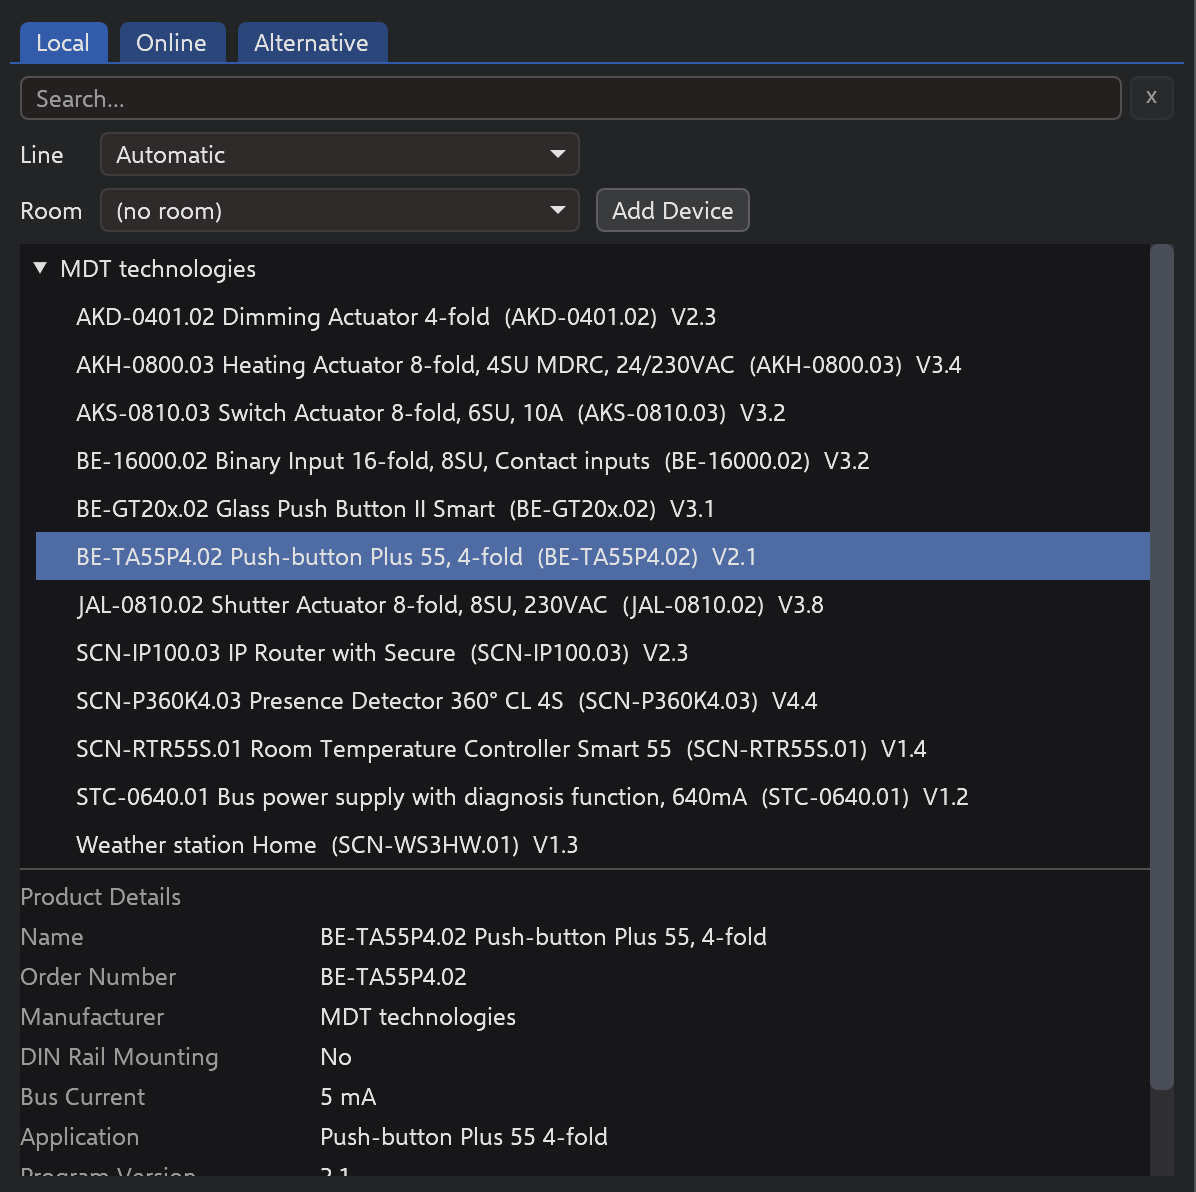 Local Online Alternative
Search... x
Line Automatic
Room (no room) Add Device
MDT technologies
AKD-0401.02 Dimming Actuator 4-fold (AKD-0401.02) V2.3
AKH-0800.03 Heating Actuator 8-fold, 4SU MDRC, 24/230VAC (AKH-0800.03) V3.4
AKS-0810.03 Switch Actuator 8-fold, 6SU, 10A (AKS-0810.03) V3.2
BE-16000.02 Binary Input 16-fold, 8SU, Contact inputs (BE-16000.02) V3.2
BE-GT20x.02 Glass Push Button II Smart (BE-GT20x.02) V3.1
BE-TA55P4.02 Push-button Plus 55, 4-fold (BE-TA55P4.02) V2.1
JAL-0810.02 Shutter Actuator 8-fold, 8SU, 230VAC (JAL-0810.02) V3.8
SCN-IP100.03 IP Router with Secure (SCN-IP100.03) V2.3
SCN-P360K4.03 Presence Detector 360° CL 4S (SCN-P360K4.03) V4.4
SCN-RTR55S.01 Room Temperature Controller Smart 55 (SCN-RTR55S.01) V1.4
STC-0640.01 Bus power supply with diagnosis function, 640mA (STC-0640.01) V1.2
Weather station Home (SCN-WS3HW.01) V1.3
Product Details
Name BE-TA55P4.02 Push-button Plus 55, 4-fold
Order Number BE-TA55P4.02
Manufacturer MDT technologies
DIN Rail Mounting No
Bus Current 5 mA
Application Push-button Plus 55 4-fold
Program Version